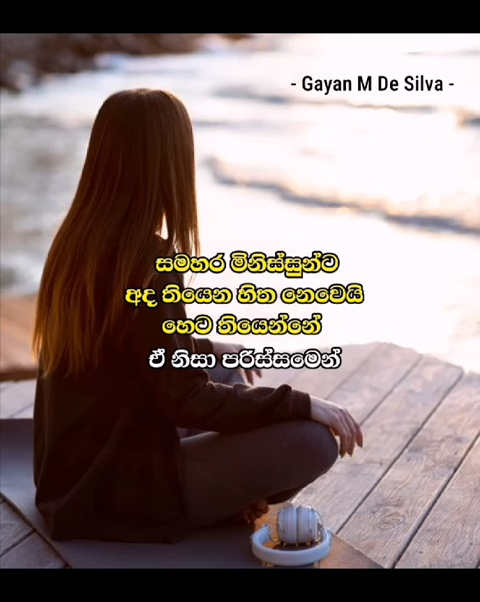 - Gayan M De Silva -
සමහර මිනිස්සුන්ට
අද තියෙන හිත නෙවෙයි
හෙට තියෙන්නේ
ඒ නිසා පරිස්සමෙන්